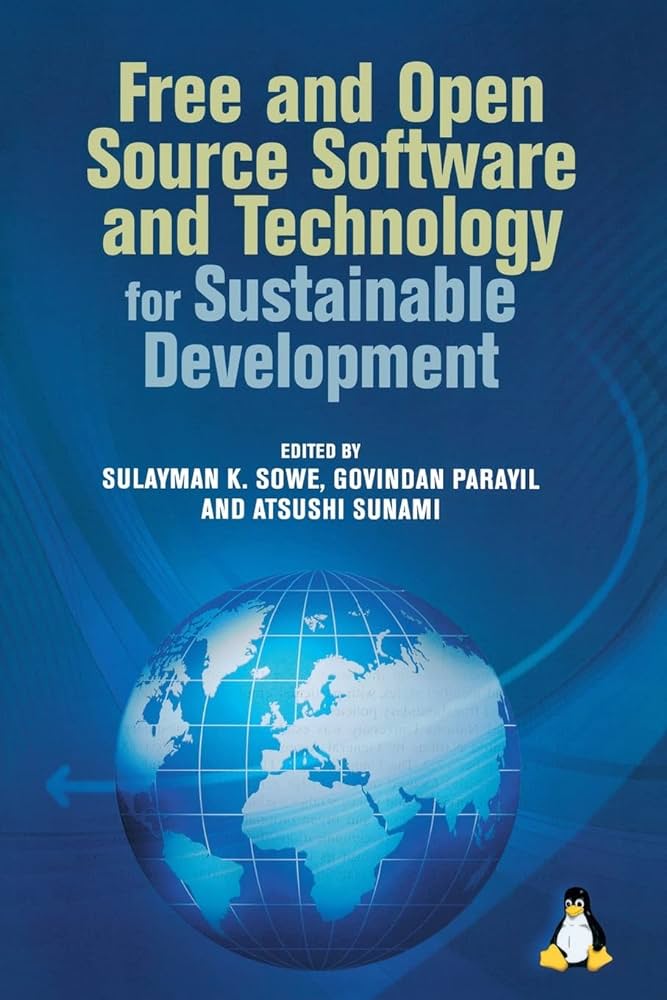 Free and Open
Source Software
and Technology
for Sustainable
Development
EDITED BY
SULAYMAN K. SOWE, GOVINDAN PARAYIL
AND ATSUSHI SUNAMI